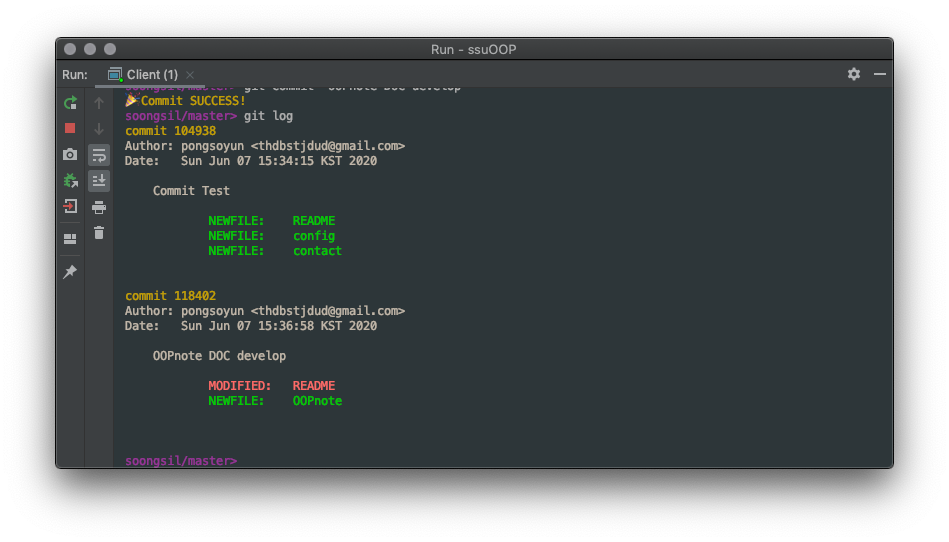 Run - ssuOOP
Run: Client (1)
soongsil/master> git commit "OOPnote DOC develop"
Commit SUCCESS!
soongsil/master> git log
commit 104938
Author: pongsoyun <thdbstjdud@gmail.com>
Date: Sun Jun 07 15:34:15 KST 2020
Commit Test
NEWFILE: README
NEWFILE: config
NEWFILE: contact
commit 118402
Author: pongsoyun <thdbstjdud@gmail.com>
Date: Sun Jun 07 15:36:58 KST 2020
OOPnote DOC develop
MODIFIED: README
NEWFILE: OOPnote
soongsil/master>